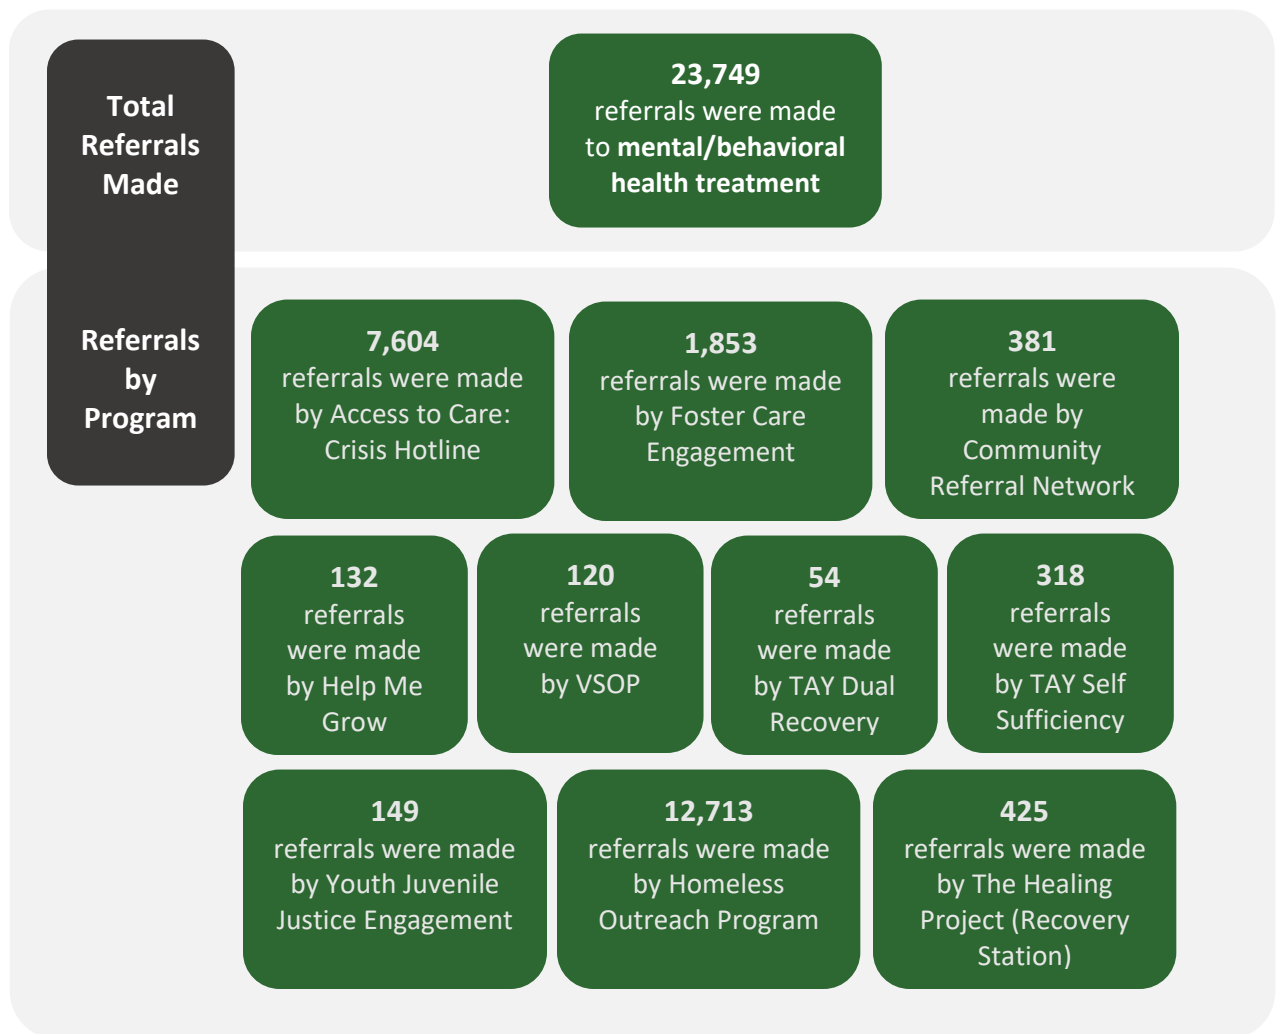 Total
Referrals
Made
23,749
referrals were made
to mental/behavioral
health treatment
Referrals
by
Program
7,604
referrals were made
by Access to Care:
Crisis Hotline
1,853
referrals were made
by Foster Care
Engagement
381
referrals were
made by
Community
Referral Network
132
referrals
were made
by Help Me
Grow
120
referrals
were made
by VSOP
54
referrals
were made
by TAY Dual
Recovery
318
referrals
were made
by TAY Self
Sufficiency
149
referrals were made
by Youth Juvenile
Justice Engagement
12,713
referrals were made
by Homeless
Outreach Program
425
referrals were made
by The Healing
Project (Recovery
Station)